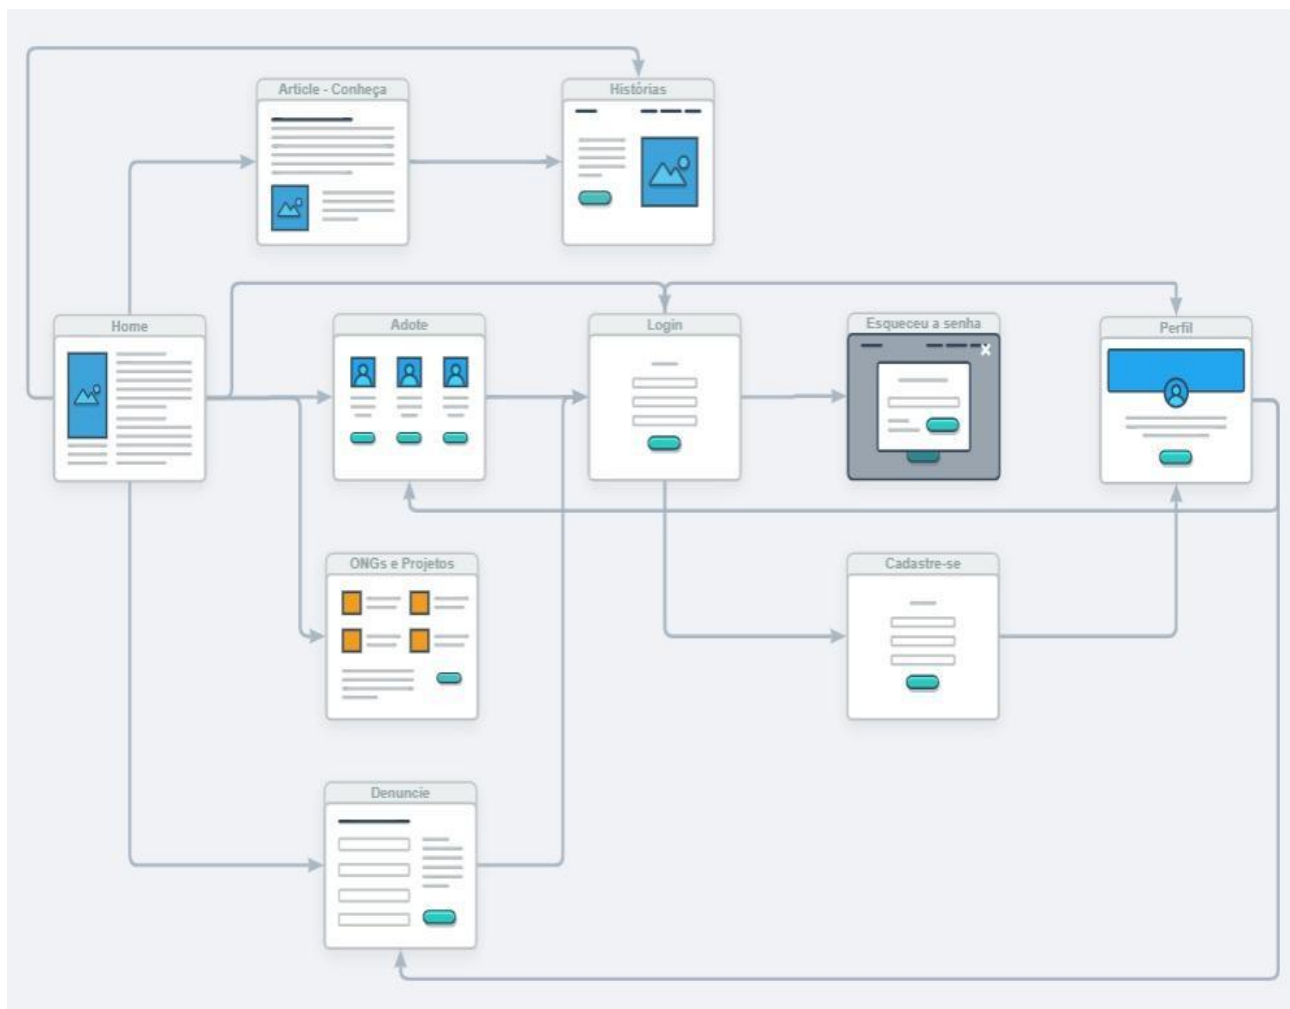 Article - Conheça
Histórias
Home
Adote
Login
Esqueceu a senha
Perfil
ONGs e Projetos
Cadastre-se
Denuncie